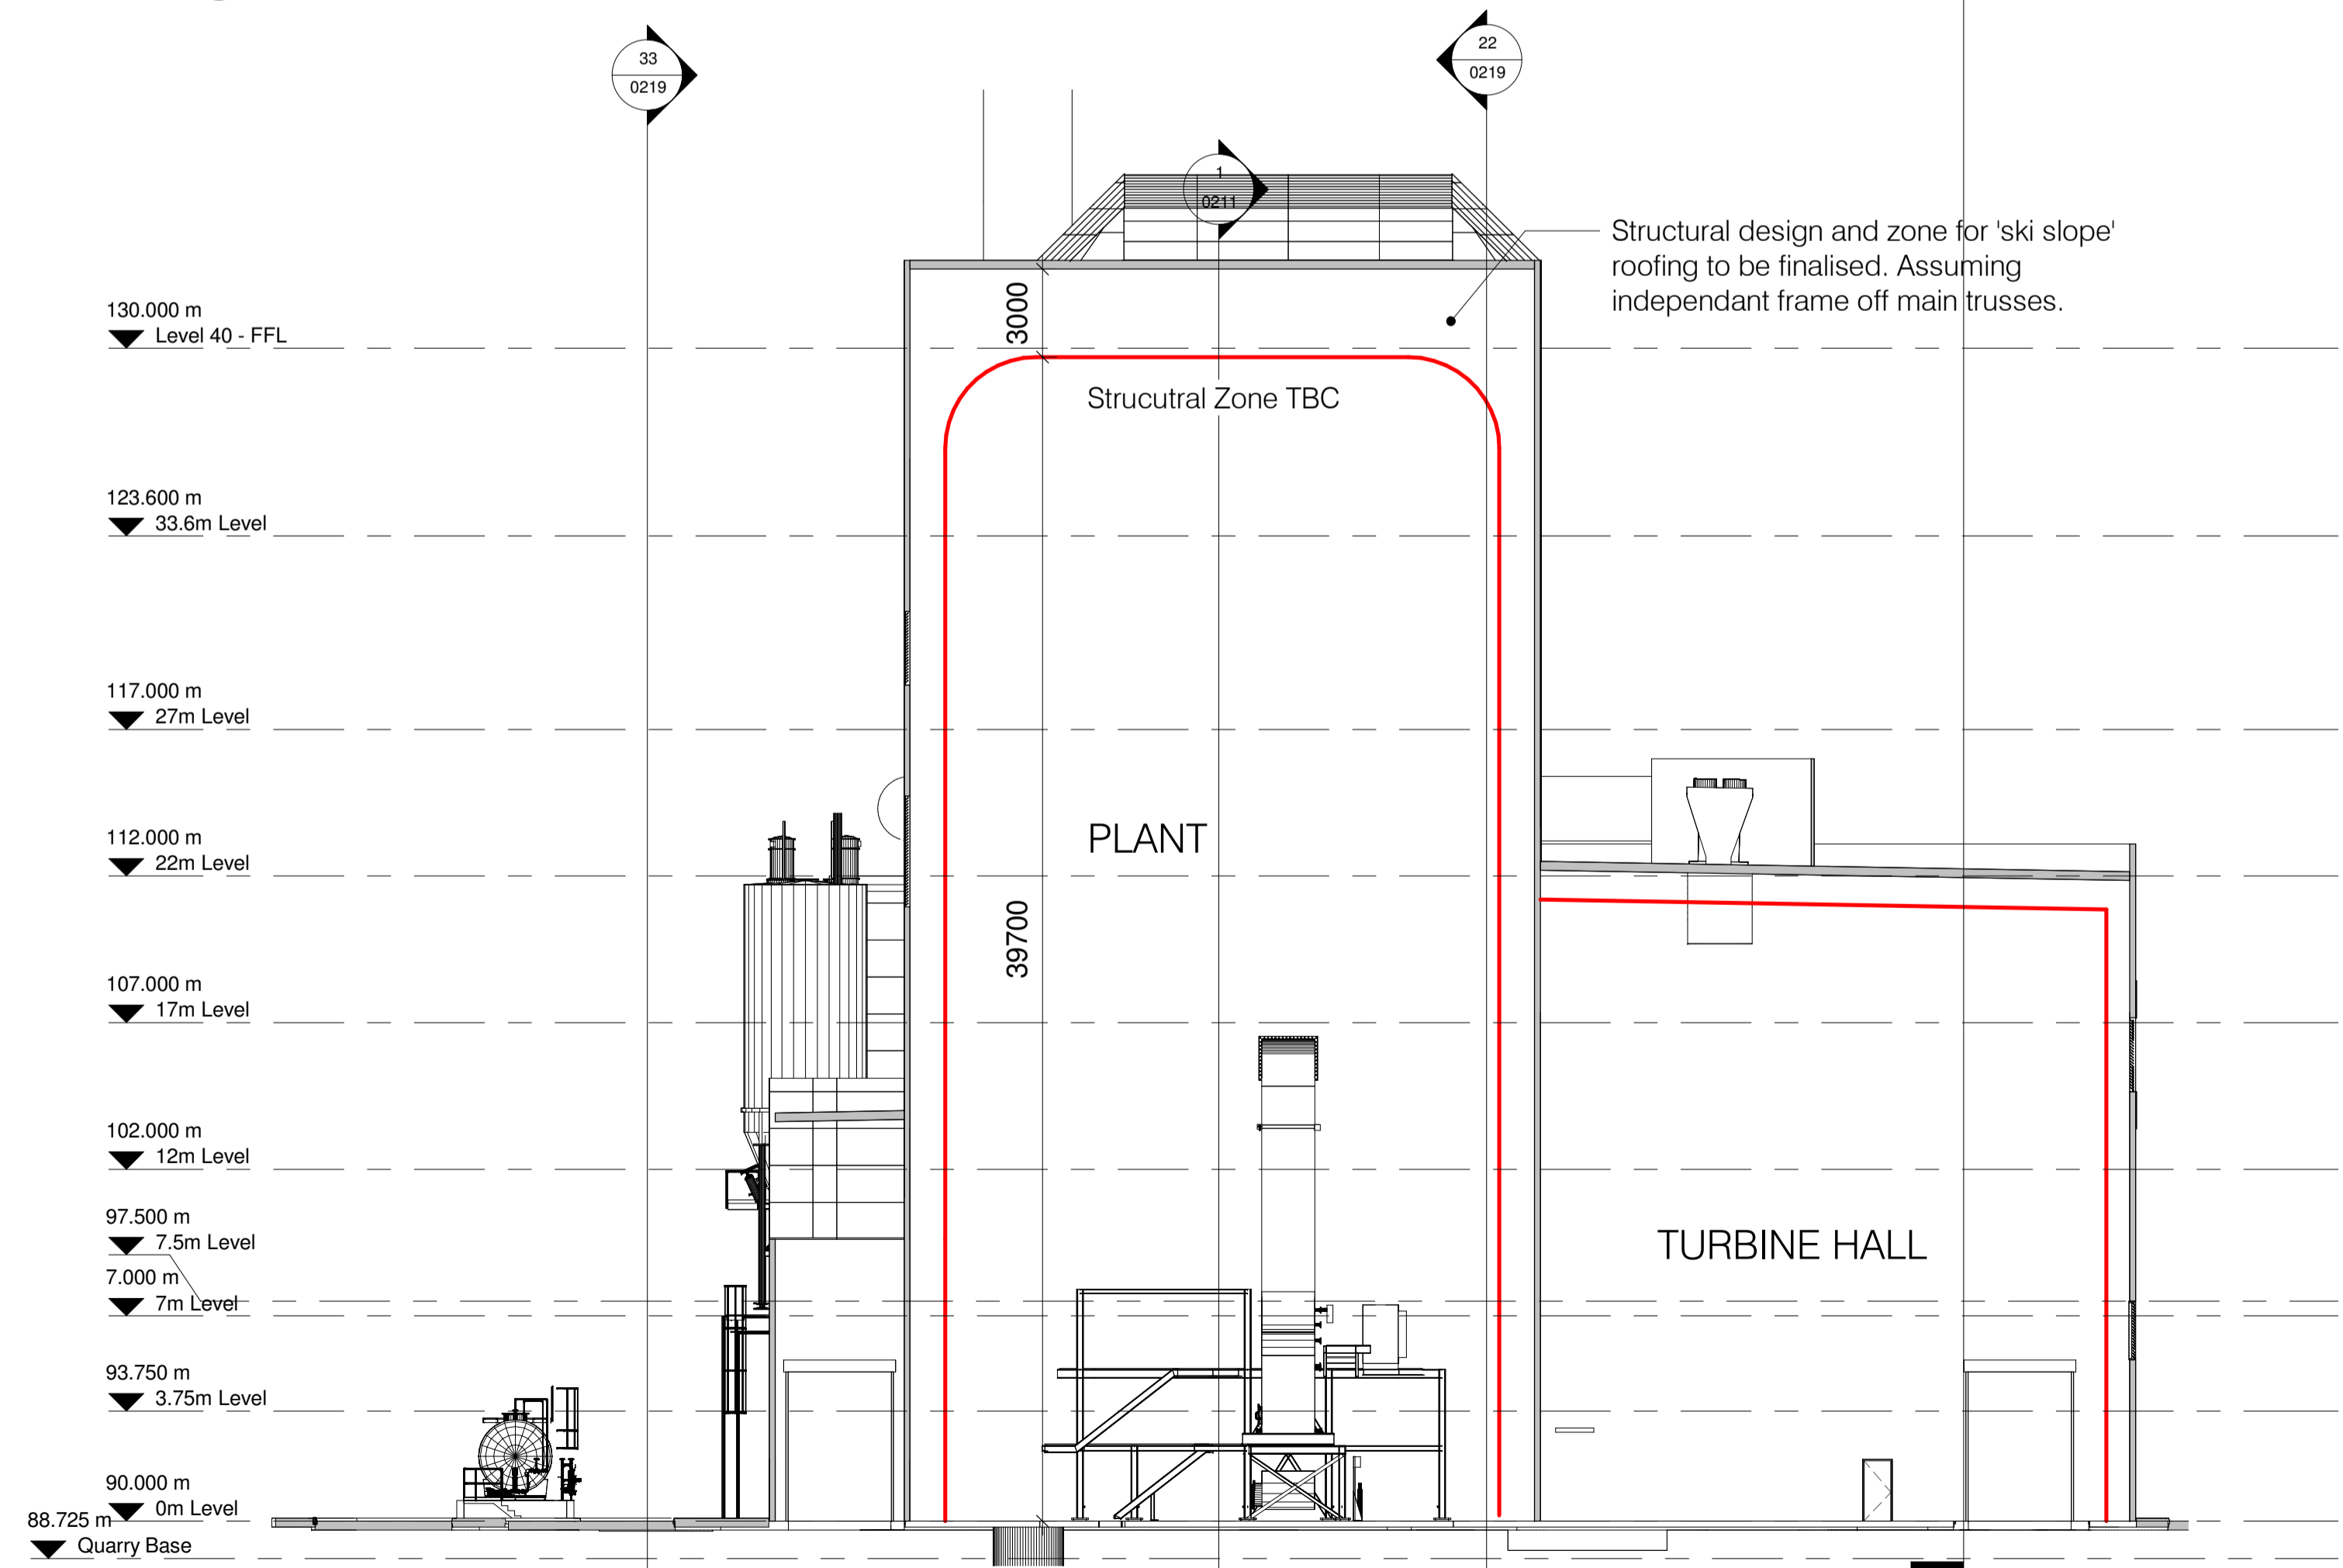 33
0219
22
0219
1
0211
Structural design and zone for 'ski slope'
roofing to be finalised. Assuming
independant frame off main trusses.
130.000 m
Level 40 - FFL
3000
Strucutral Zone TBC
123.600 m
33.6m Level
117.000 m
27m Level
PLANT
112.000 m
22m Level
39700
107.000 m
17m Level
102.000 m
12m Level
97.500 m
7.5m Level
TURBINE HALL
7.000 m
7m Level
93.750 m
3.75m Level
90.000 m
0m Level
88.725 m
Quarry Base